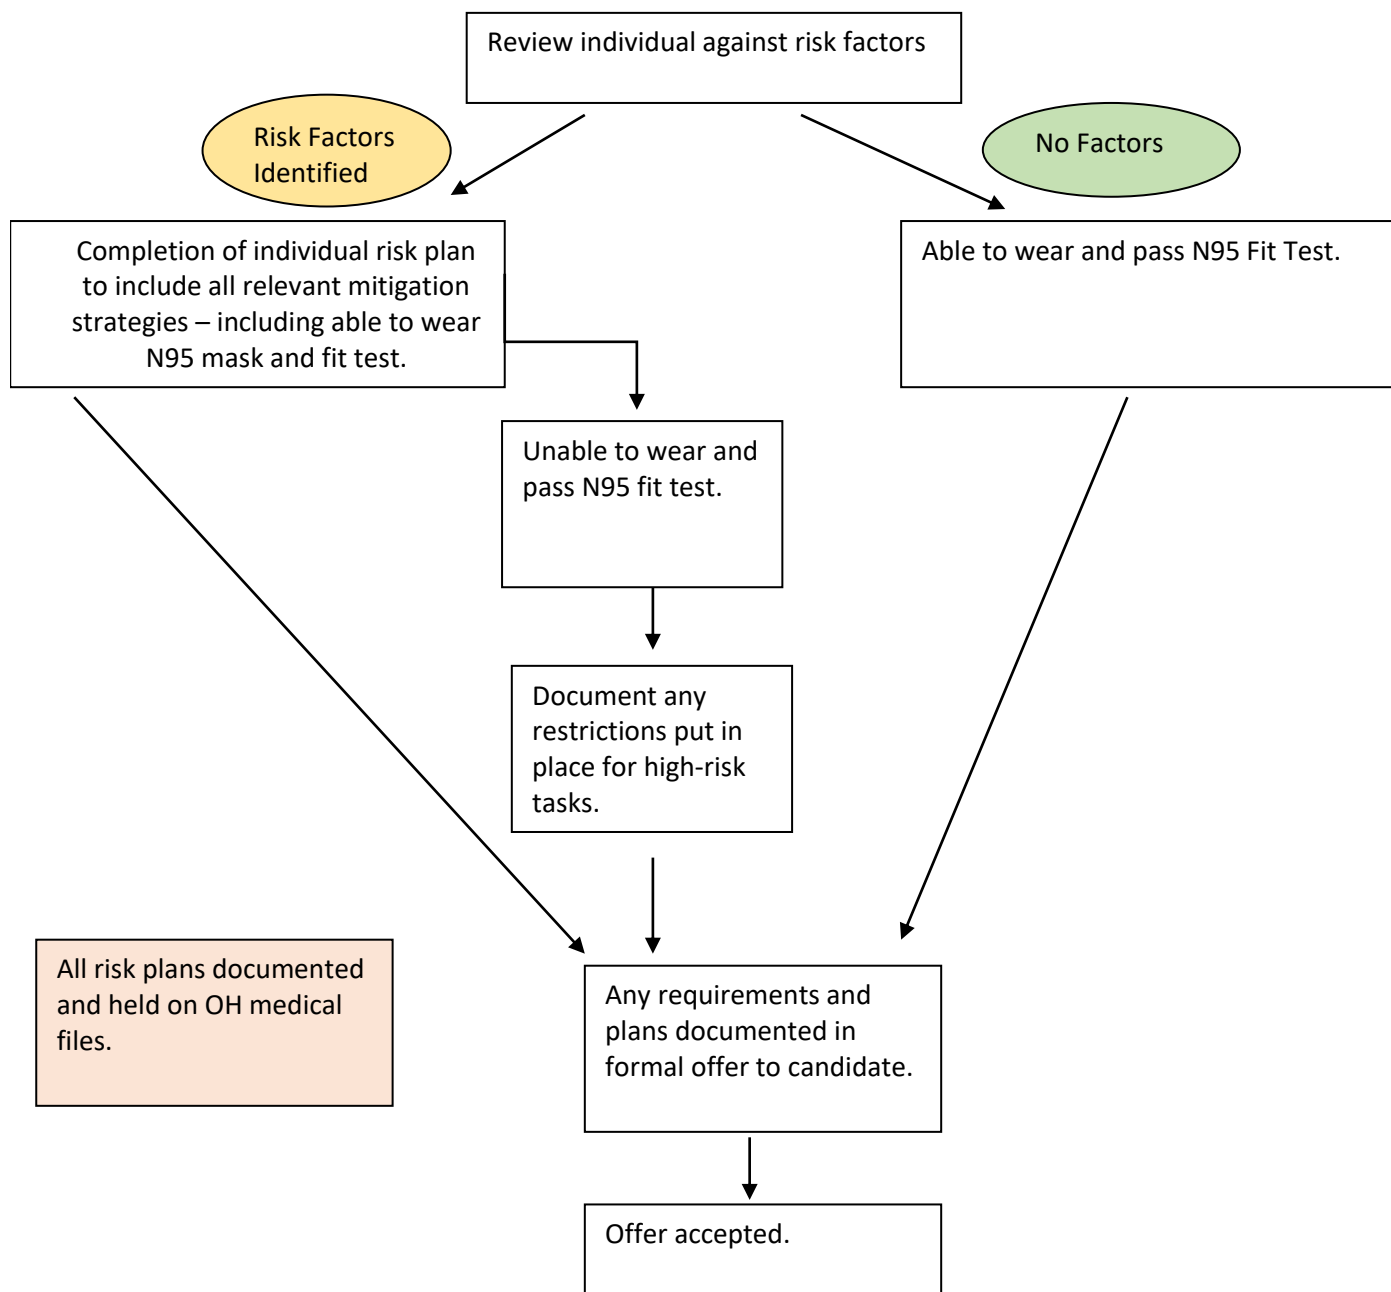 Review individual against risk factors
Risk Factors
Identified
No Factors
Completion of individual risk plan
to include all relevant mitigation
strategies – including able to wear
N95 mask and fit test.
Able to wear and pass N95 Fit Test.
Unable to wear and
pass N95 fit test.
Document any
restrictions put in
place for high-risk
tasks.
All risk plans documented
and held on OH medical
files.
Any requirements and
plans documented in
formal offer to candidate.
Offer accepted.